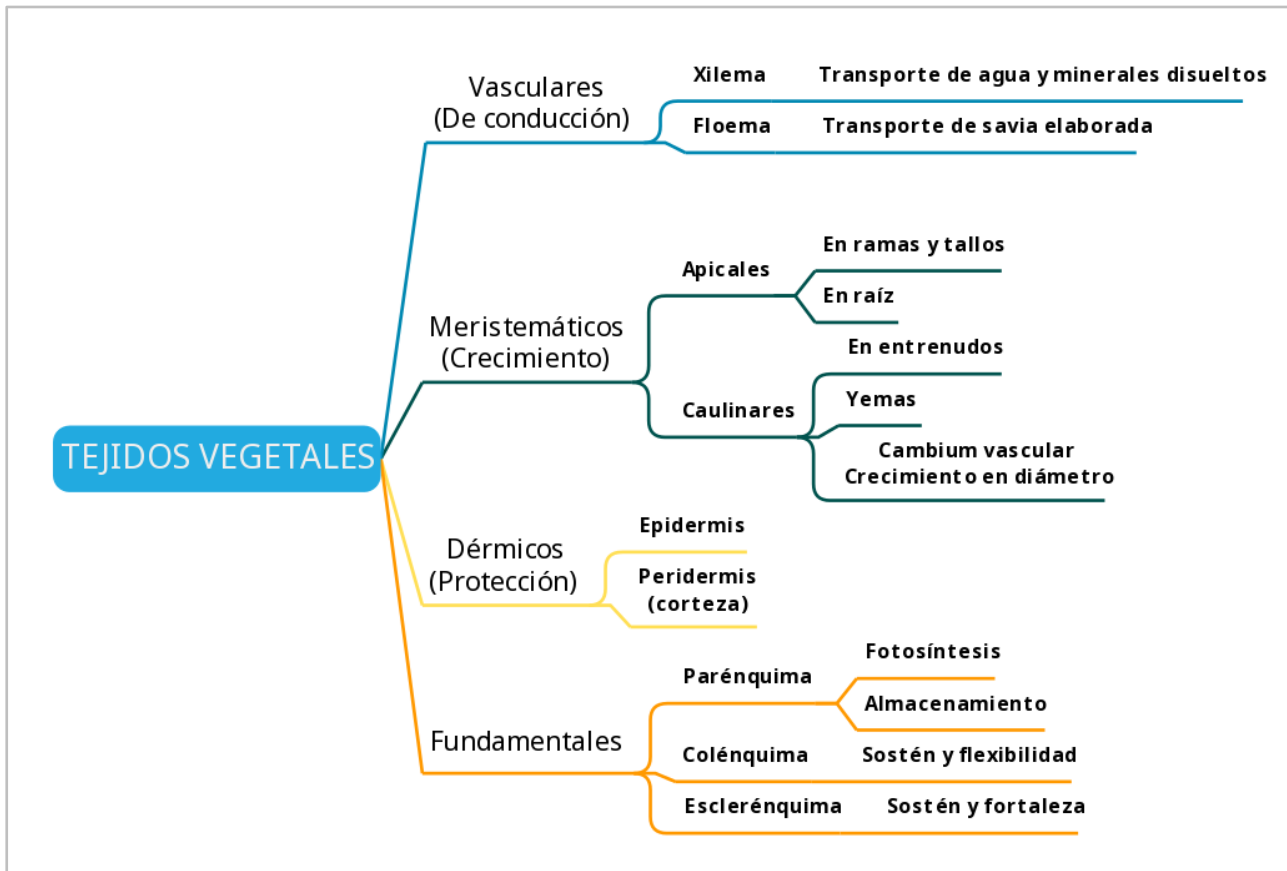 TEJIDOS VEGETALES
Vasculares
(De conducción)
Xilema
Transporte de agua y minerales disueltos
Floema
Transporte de savia elaborada
Meristemáticos
(Crecimiento)
Apicales
En ramas y tallos
En raíz
Caulinares
En entrenudos
Yemas
Cambium vascular
Crecimiento en diámetro
Dérmicos
(Protección)
Epidermis
Peridermis
(corteza)
Fundamentales
Parénquima
Fotosíntesis
Almacenamiento
Colénquima
Sostén y flexibilidad
Esclerénquima
Sostén y fortaleza